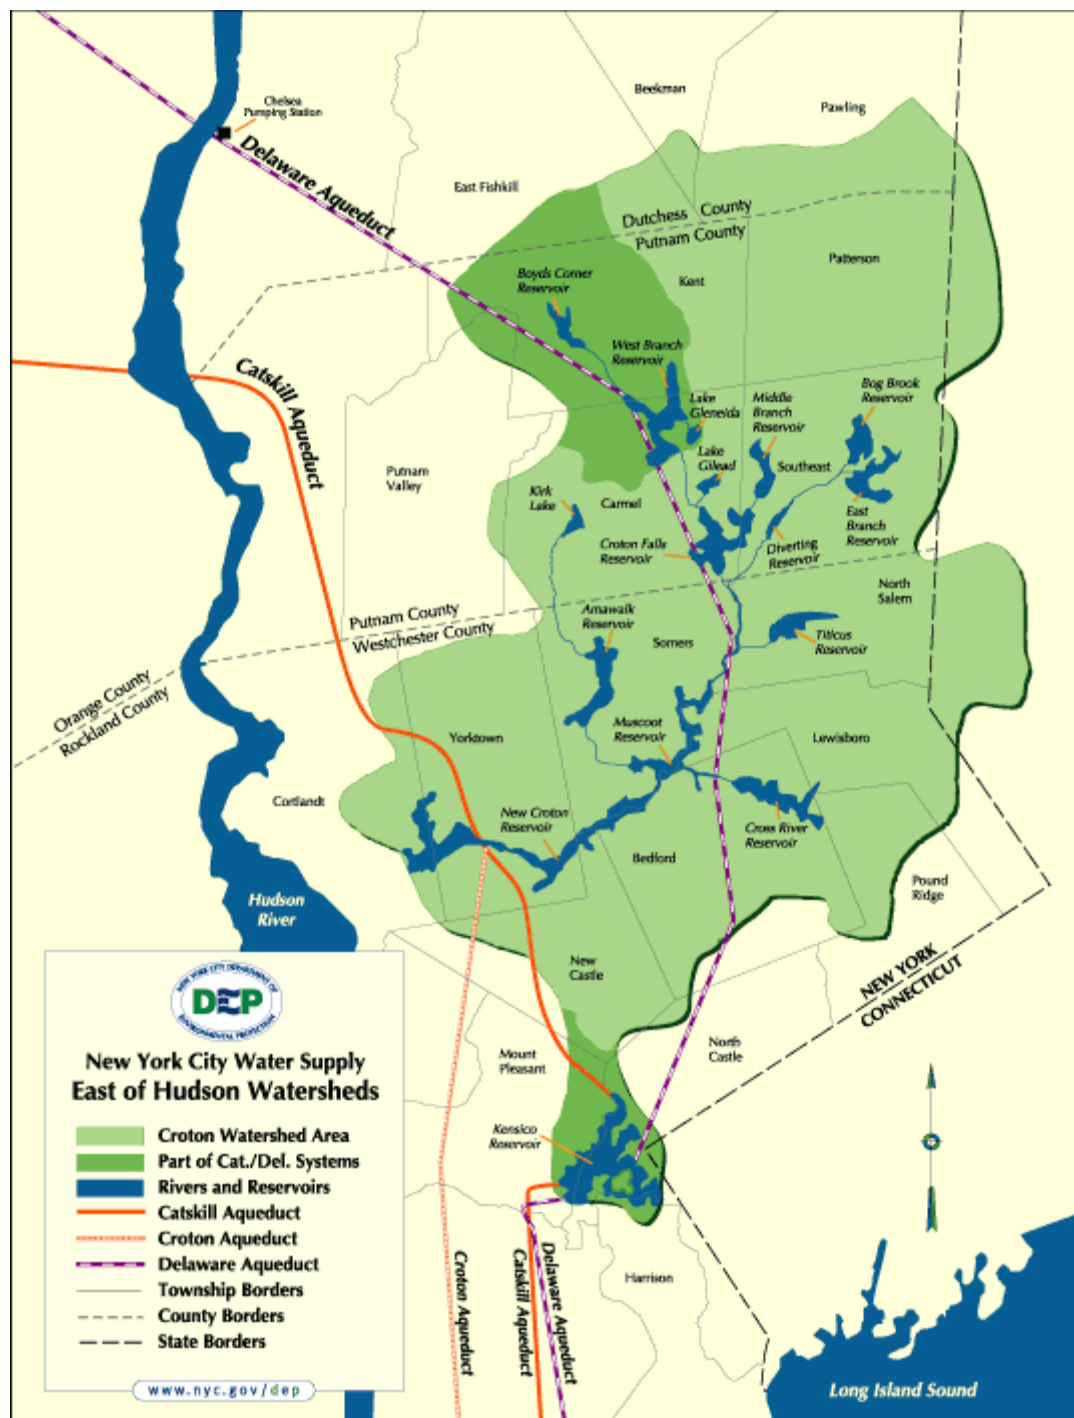 Beekman
Pawling
Chelsea
Pumping Station
Delaware Aqueduct
East Fishkill
Dutchess County
Putnam County
Patterson
Kent
Boyds Corner
Reservoir
West Branch
Reservoir
Catskill Aqueduct
Lake
Gleneida
Middle
Branch
Reservoir
Bog Brook
Reservoir
Putnam
Valley
Lake
Gilead
Southeast
Kirk
Lake
Carmel
East
Branch
Reservoir
Croton Falls
Reservoir
Diverting
Reservoir
North
Salem
Putnam County
Westchester County
Amawalk
Reservoir
Somers
Titicus
Reservoir
Orange County
Rockland County
Muscoot
Reservoir
Yorktown
Lewisboro
Cortlandt
New Croton
Reservoir
Cross River
Reservoir
Bedford
Pound
Ridge
Hudson
River
New
Castle
NEW YORK
CONNECTICUT
North
Castle
Mount
Pleasant
Kensico
Reservoir
Harrison
Croton Aqueduct
Catskill Aqueduct
Delaware Aqueduct
Long Island Sound
NEW YORK CITY DEPARTMENT OF
DEP
ENVIRONMENTAL PROTECTION
New York City Water Supply
East of Hudson Watersheds
Croton Watershed Area
Part of Cat./Del. Systems
Rivers and Reservoirs
Catskill Aqueduct
Croton Aqueduct
Delaware Aqueduct
Township Borders
County Borders
State Borders
www.nyc.gov/dep